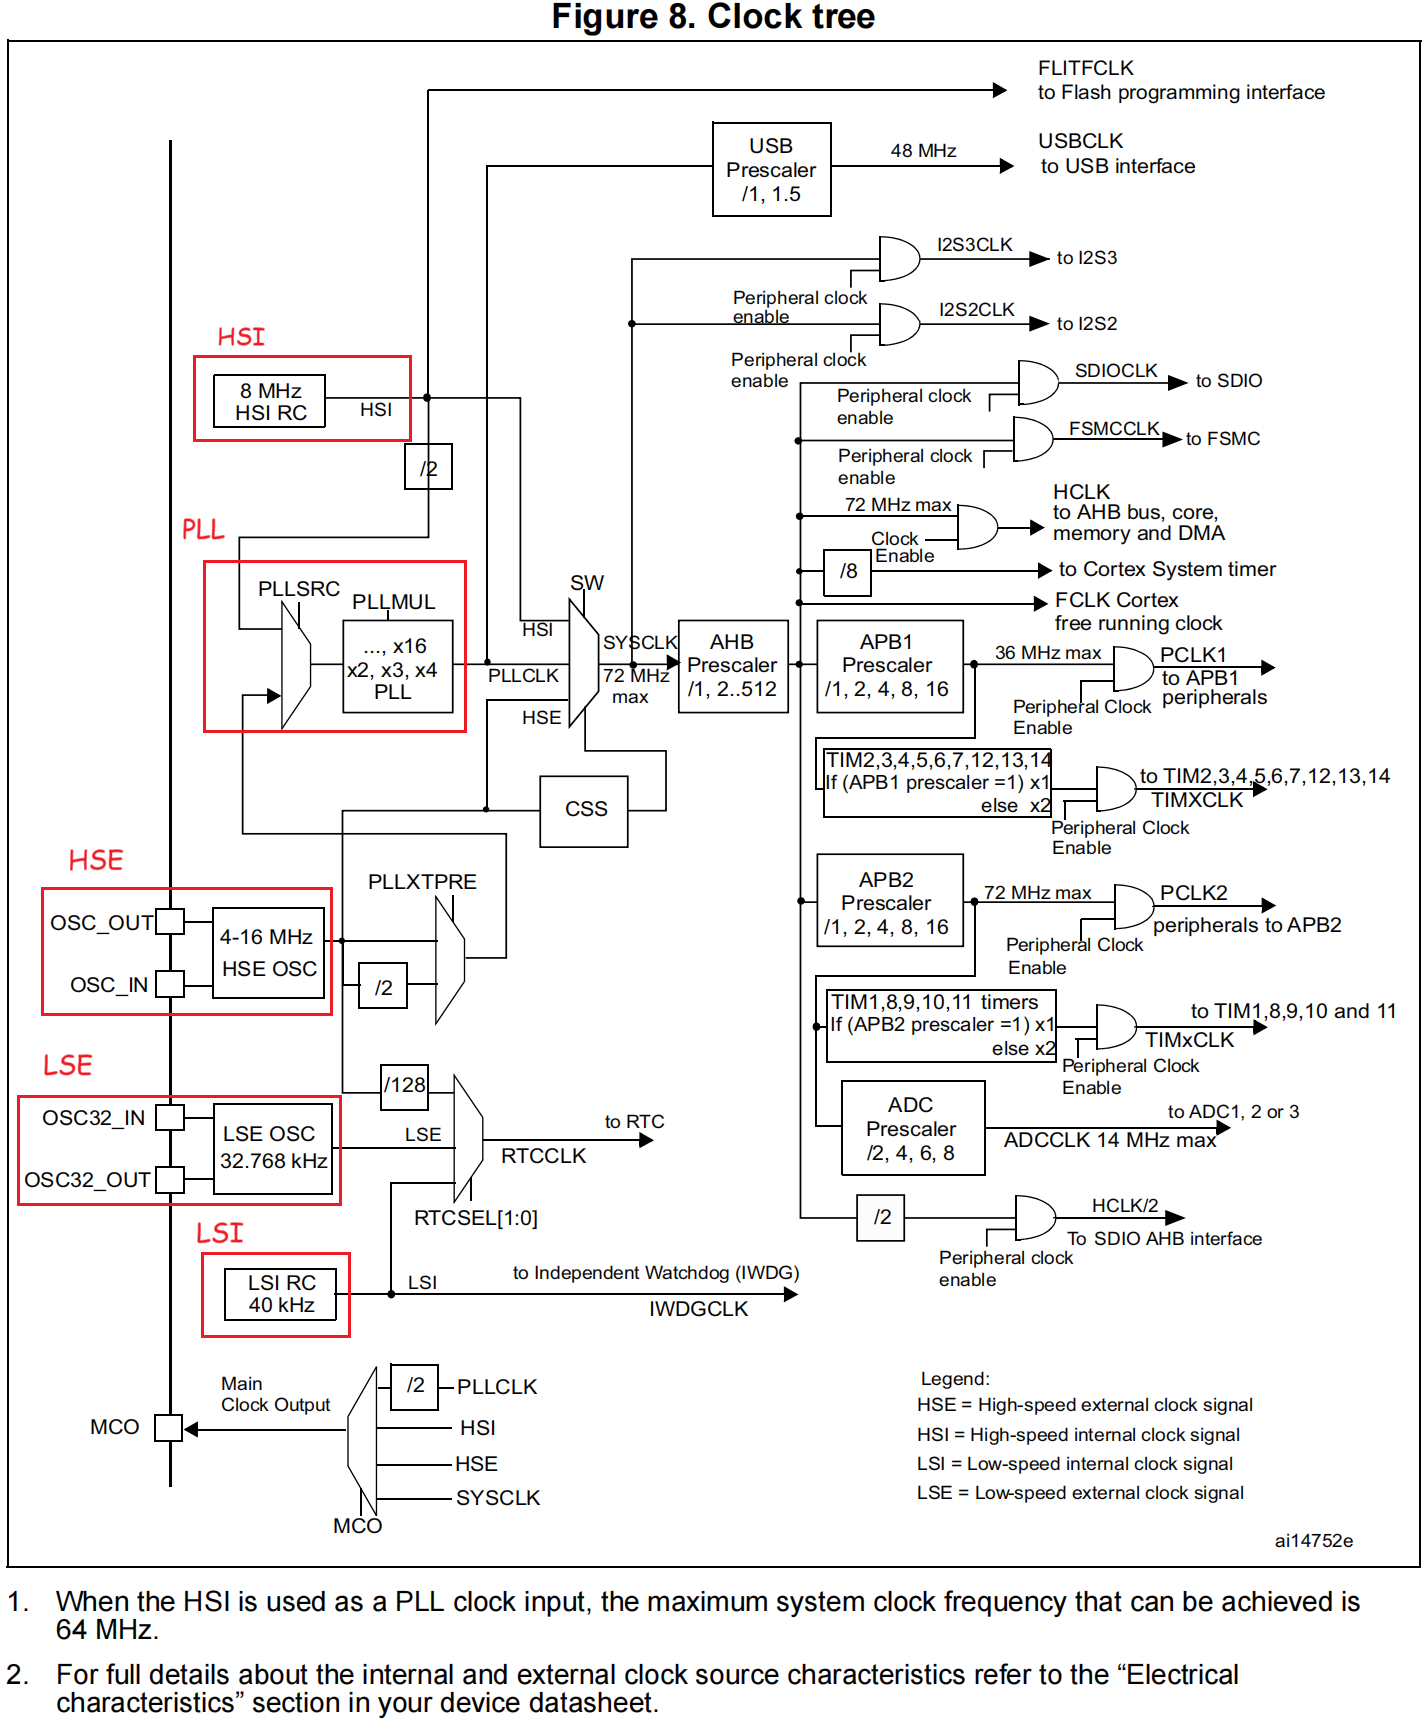 Figure 8. Clock tree
FLITFCLK
to Flash programming interface
USB
Prescaler
/1, 1.5
48 MHz
USBCLK
to USB interface
I2S3CLK
to I2S3
Peripheral clock
enable
I2S2CLK
to I2S2
Peripheral clock
enable
HSI
8 MHz
HSI RC
HSI
/2
SDIOCLK
to SDIO
Peripheral clock
enable
FSMCCLK
to FSMC
Peripheral clock
enable
72 MHz max
Clock
Enable
HCLK
to AHB bus, core,
memory and DMA
/8
to Cortex System timer
FCLK Cortex
free running clock
PLL
PLLSRC
PLLMUL
..., x16
x2, x3, x4
PLL
SW
HSI
PLLCLK
HSE
SYSCLK
72 MHz
max
AHB
Prescaler
/1, 2..512
APB1
Prescaler
/1, 2, 4, 8, 16
36 MHz max
PCLK1
to APB1
peripherals
Peripheral Clock
Enable
TIM2,3,4,5,6,7,12,13,14
If (APB1 prescaler =1) x1
else x2
to TIM2,3,4,5,6,7,12,13,14
TIMXCLK
Peripheral Clock
Enable
CSS
HSE
OSC_OUT
OSC_IN
4-16 MHz
HSE OSC
PLLXTPRE
/2
APB2
Prescaler
/1, 2, 4, 8, 16
72 MHz max
PCLK2
peripherals to APB2
Peripheral Clock
Enable
TIM1,8,9,10,11 timers
If (APB2 prescaler =1) x1
else x2
to TIM1,8,9,10 and 11
TIMxCLK
Peripheral Clock
Enable
LSE
OSC32_IN
OSC32_OUT
LSE OSC
32.768 kHz
/128
LSE
to RTC
RTCCLK
RTCSEL[1:0]
ADC
Prescaler
/2, 4, 6, 8
to ADC1, 2 or 3
ADCCLK 14 MHz max
/2
HCLK/2
To SDIO AHB interface
Peripheral clock
enable
LSI
LSI RC
40 kHz
LSI
to Independent Watchdog (IWDG)
IWDGCLK
Main
Clock Output
MCO
/2
PLLCLK
HSI
HSE
SYSCLK
MCO
Legend:
HSE = High-speed external clock signal
HSI = High-speed internal clock signal
LSI = Low-speed internal clock signal
LSE = Low-speed external clock signal
ai14752e
1. When the HSI is used as a PLL clock input, the maximum system clock frequency that can be achieved is
64 MHz.
2. For full details about the internal and external clock source characteristics refer to the “Electrical
characteristics” section in your device datasheet.